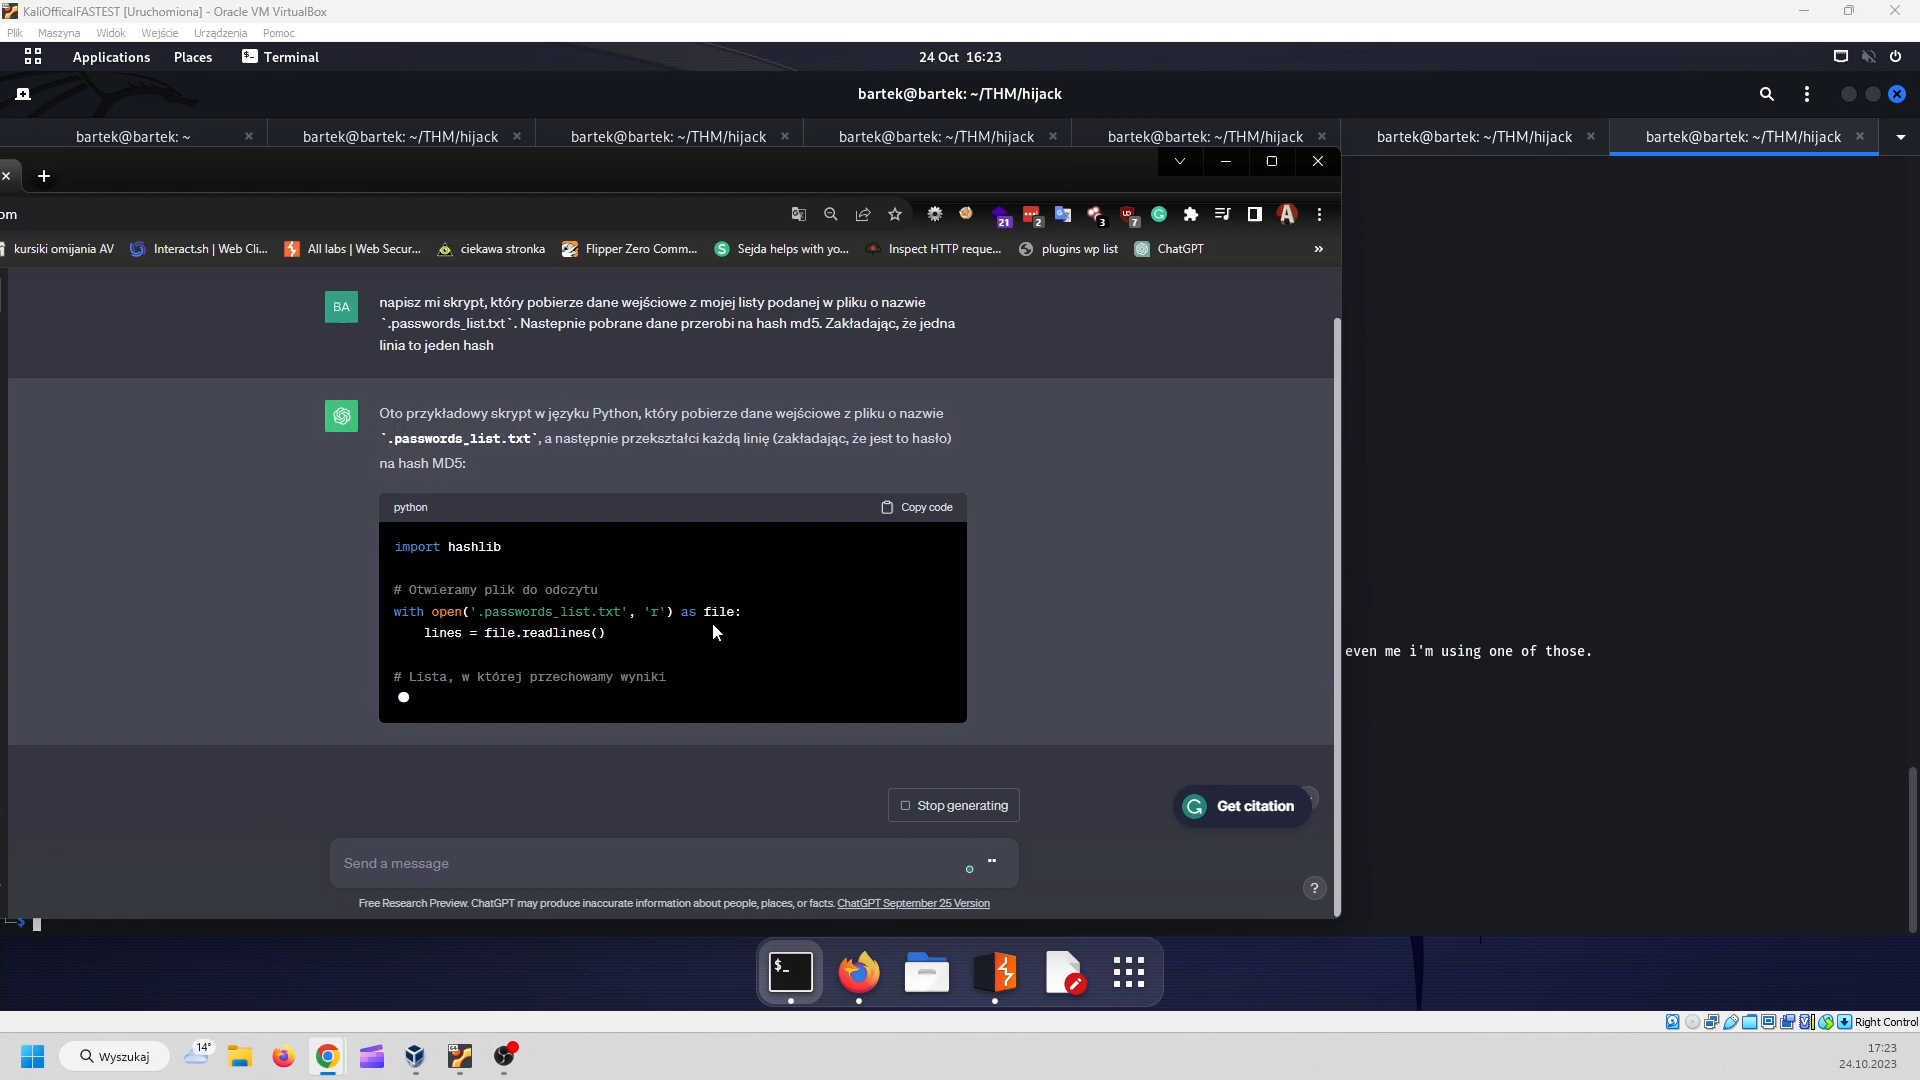 KaliOfficalFASTEST [Uruchomiona] - Oracle VM VirtualBox
Plik Maszyna Widok Wejście Urządzenia Pomoc
Applications Places Terminal 24 Oct 16:23
bartek@bartek: ~/THM/hijack
bartek@bartek: ~ bartek@bartek: ~/THM/hijack bartek@bartek: ~/THM/hijack bartek@bartek: ~/THM/hijack bartek@bartek: ~/THM/hijack bartek@bartek: ~/THM/hijack bartek@bartek: ~/THM/hijack
om 21 2 3 7
kursiki omijania AV Interact.sh | Web Cli... All labs | Web Secur... ciekawa stronka Flipper Zero Comm... Sejda helps with yo... Inspect HTTP reque... plugins wp list ChatGPT »
BA
napisz mi skrypt, który pobierze dane wejściowe z mojej listy podanej w pliku o nazwie
`.passwords_list.txt`. Nastepnie pobrane dane przerobi na hash md5. Zakładając, że jedna
linia to jeden hash
Oto przykładowy skrypt w języku Python, który pobierze dane wejściowe z pliku o nazwie
`.passwords_list.txt`, a następnie przekształci każdą linię (zakładając, że jest to hasło)
na hash MD5:
python Copy code
import hashlib
# Otwieramy plik do odczytu
with open('.passwords_list.txt', 'r') as file:
lines = file.readlines()
# Lista, w której przechowamy wyniki
even me i'm using one of those.
Stop generating
Get citation
Send a message
Free Research Preview. ChatGPT may produce inaccurate information about people, places, or facts. ChatGPT September 25 Version
?
$
Right Control
Wyszukaj 14° 17:23
24.10.2023